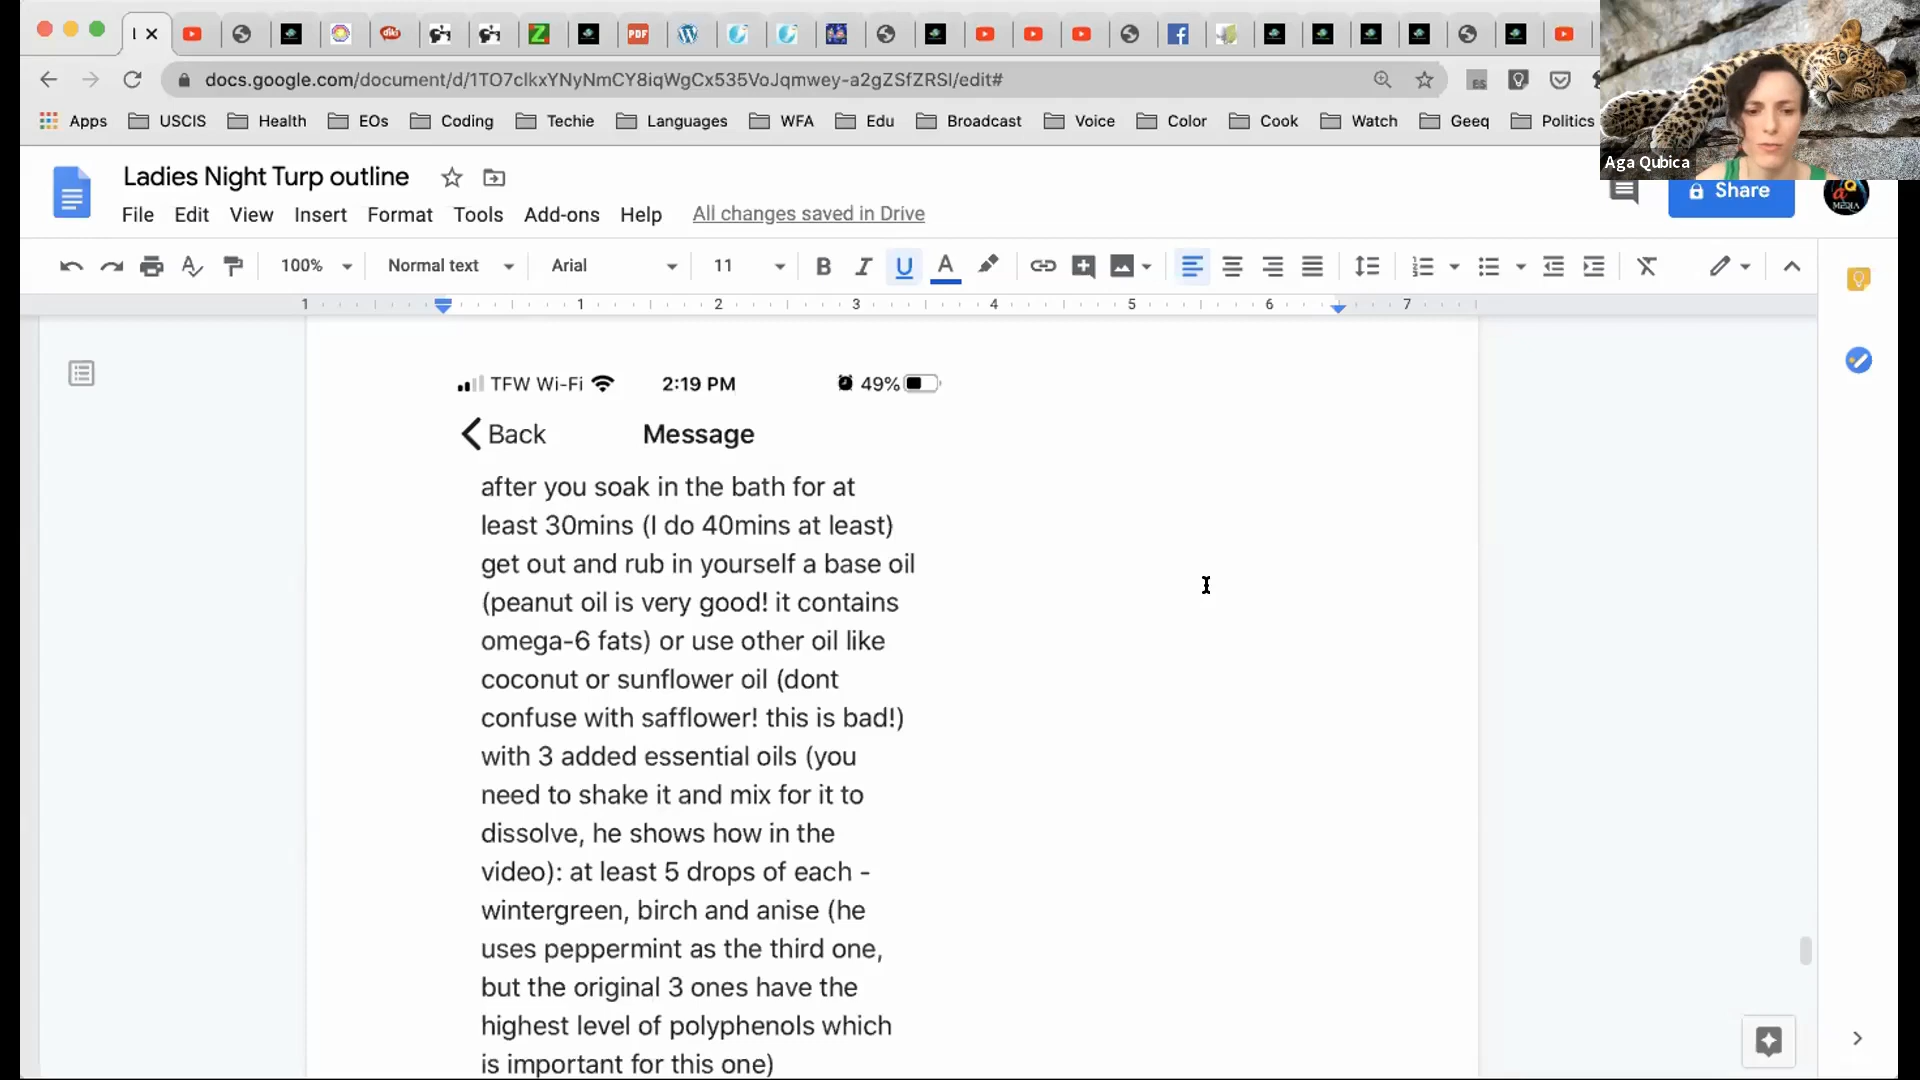 docs.google.com/document/d/1TO7clkxYNyNmCY8iqWgCx535VoJqmwey-a2gZSfZRSI/edit#
Apps USCIS Health EOs Coding Techie Languages WFA Edu Broadcast Voice Color Cook Watch Geeq Politics
Aga Qubica
Ladies Night Turp outline
File Edit View Insert Format Tools Add-ons Help All changes saved in Drive
Share
100% Normal text Arial 11
1 1 2 3 4 5 6 7
TFW Wi-Fi 2:19 PM 49%
Back Message
after you soak in the bath for at
least 30mins (I do 40mins at least)
get out and rub in yourself a base oil
(peanut oil is very good! it contains
omega-6 fats) or use other oil like
coconut or sunflower oil (dont
confuse with safflower! this is bad!)
with 3 added essential oils (you
need to shake it and mix for it to
dissolve, he shows how in the
video): at least 5 drops of each -
wintergreen, birch and anise (he
uses peppermint as the third one,
but the original 3 ones have the
highest level of polyphenols which
is important for this one)